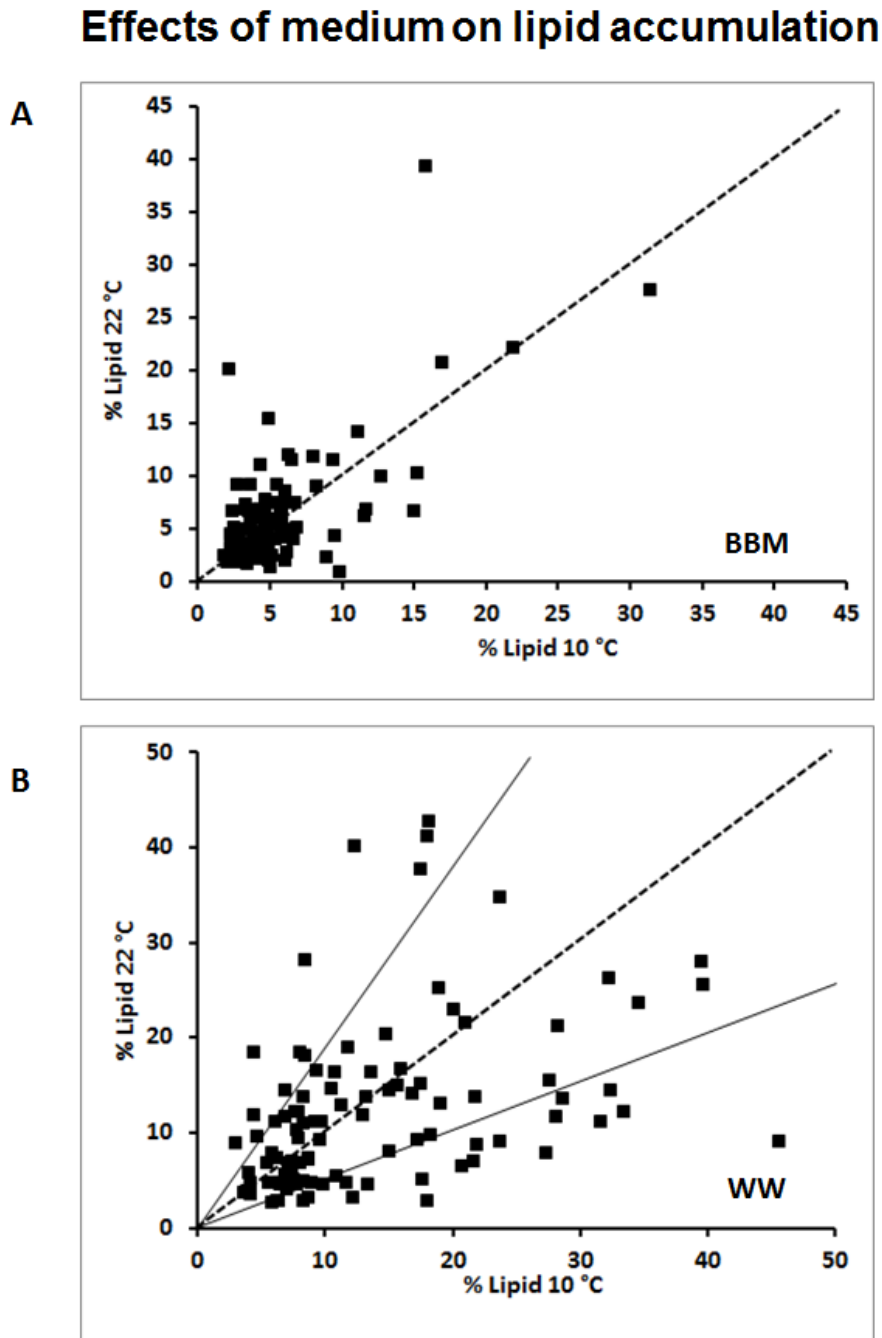 Effects of medium on lipid accumulation
A
45
40
35
30
25
20
15
10
5
0
% Lipid 22 °C
BBM
0 5 10 15 20 25 30 35 40 45
% Lipid 10 °C
B
50
40
30
20
10
0
% Lipid 22 °C
WW
0 10 20 30 40 50
% Lipid 10 °C